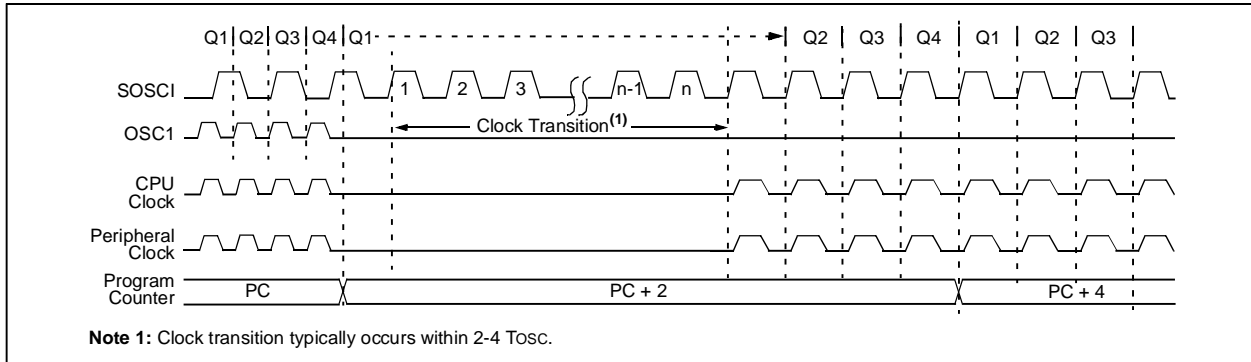 Q1 Q2 Q3 Q4 Q1 Q2 Q3 Q4 Q1 Q2 Q3
SOSCI 1 2 3 n-1 n
OSC1 Clock Transition(1)
CPU
Clock
Peripheral
Clock
Program
Counter
PC PC + 2 PC + 4
Note 1: Clock transition typically occurs within 2-4 TOSC.